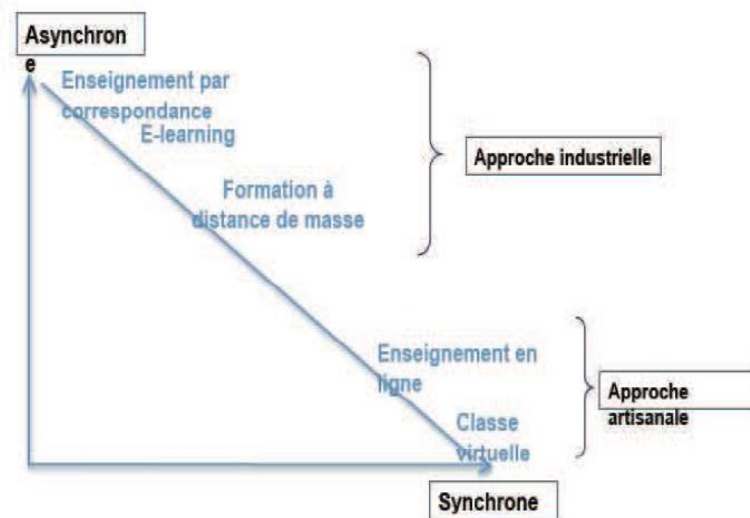 Asynchron
e
Enseignement par
correspondance
E-learning
Approche industrielle
Formation à
distance de masse
Enseignement en
ligne
Approche
artisanale
Classe
virtuelle
Synchrone